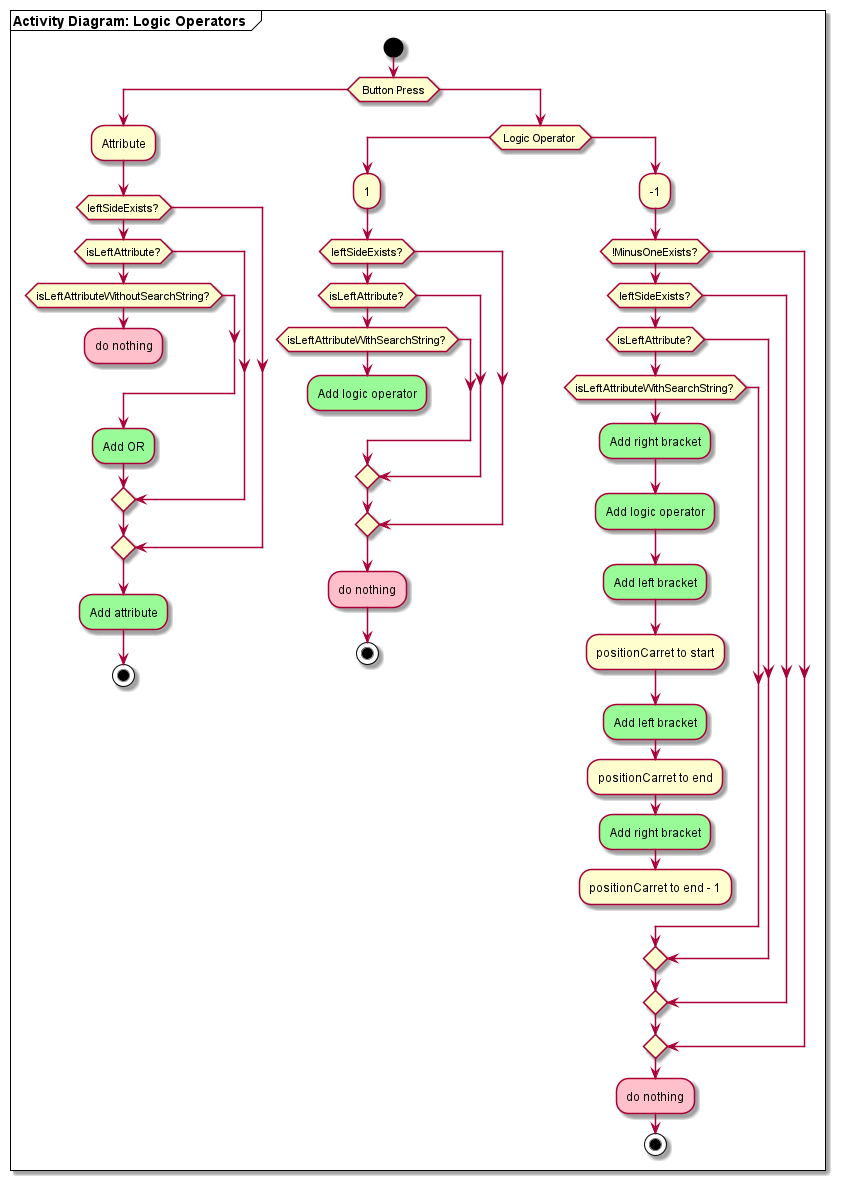 Activity Diagram: Logic Operators
Button Press
Attribute
leftSideExists?
isLeftAttribute?
isLeftAttributeWithoutSearchString?
do nothing
Add OR
Add attribute
Logic Operator
1
leftSideExists?
isLeftAttribute?
isLeftAttributeWithSearchString?
Add logic operator
do nothing
-1
!MinusOneExists?
leftSideExists?
isLeftAttribute?
isLeftAttributeWithSearchString?
Add right bracket
Add logic operator
Add left bracket
positionCarret to start
Add left bracket
positionCarret to end
Add right bracket
positionCarret to end - 1
do nothing